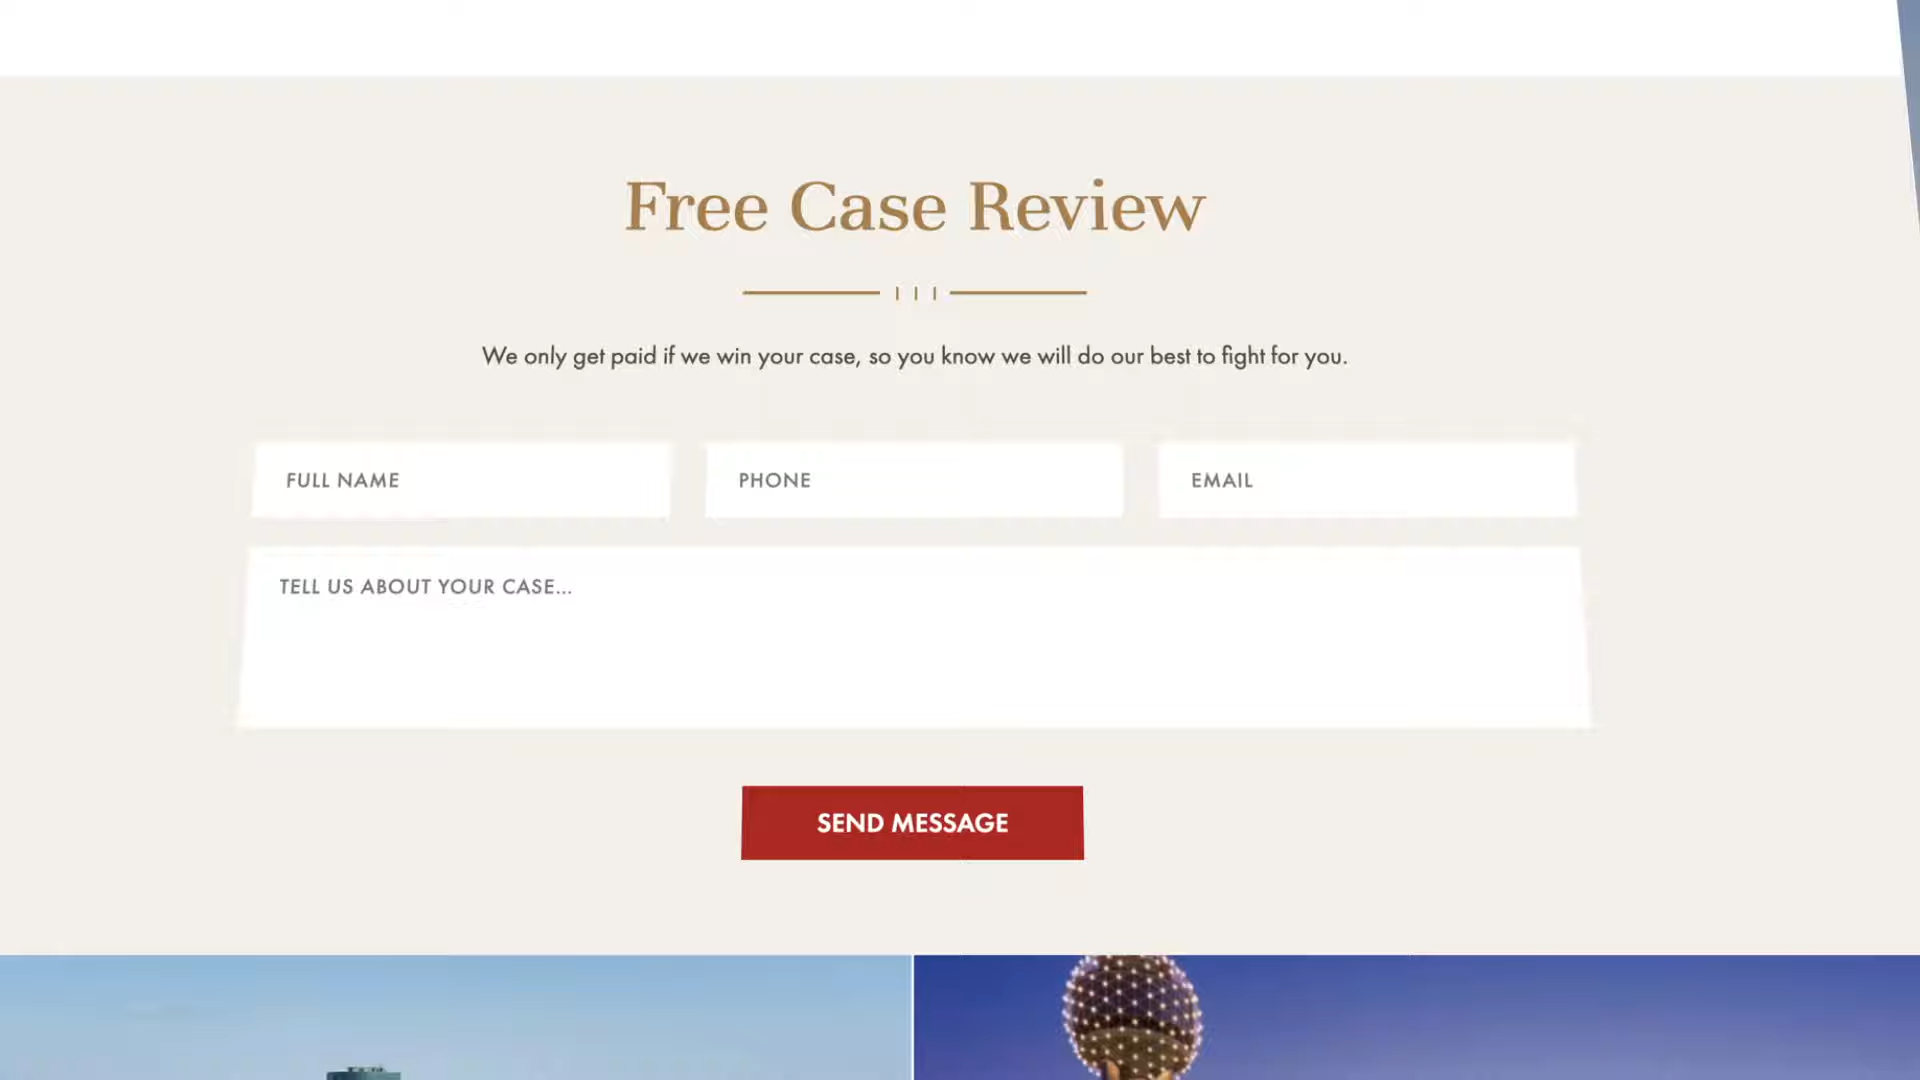 Free Case Review
We only get paid if we win your case, so you know we will do our best to fight for you.
FULL NAME
PHONE
EMAIL
TELL US ABOUT YOUR CASE...
SEND MESSAGE